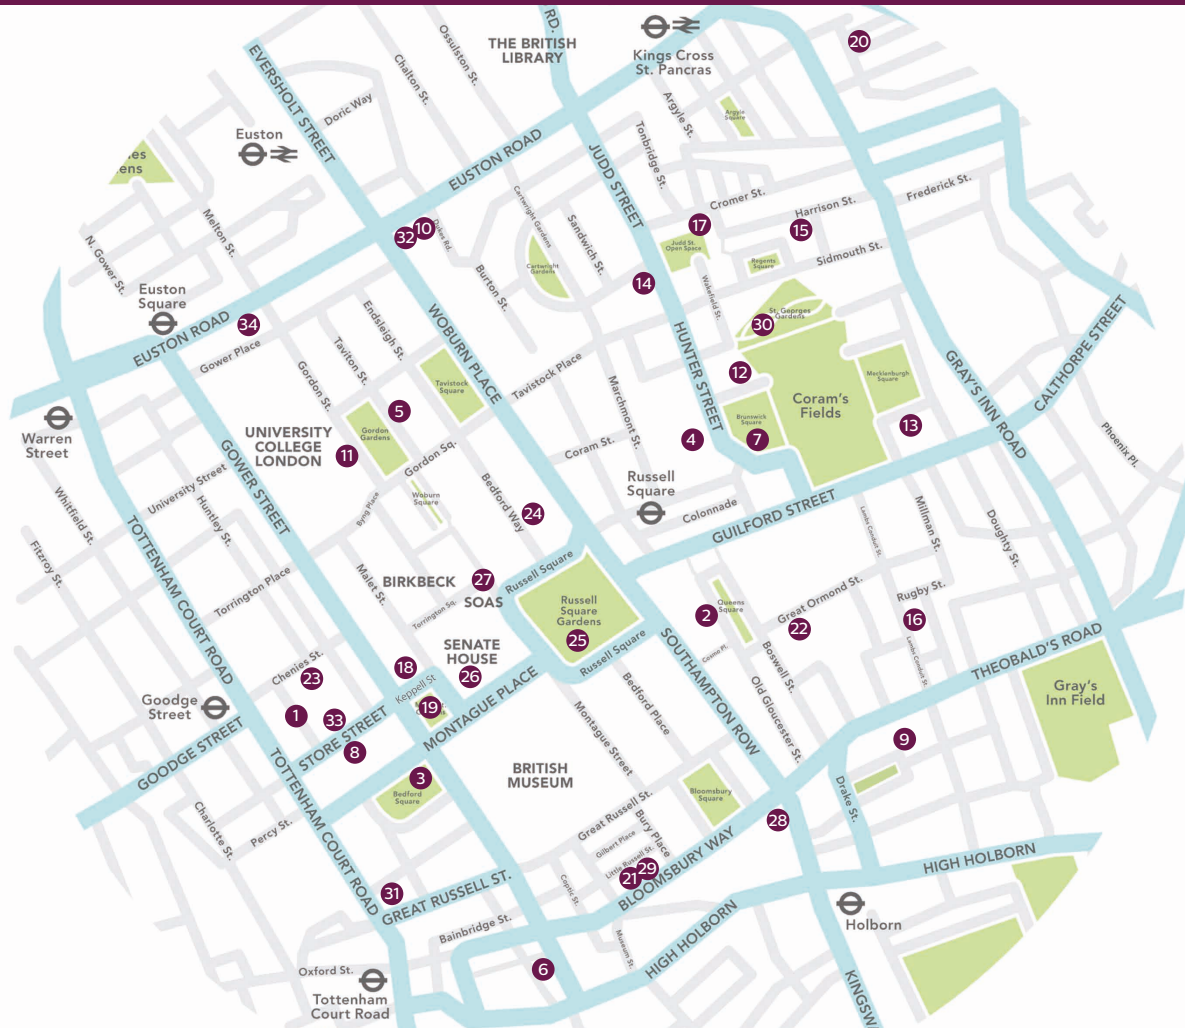 RD.
THE BRITISH
LIBRARY
Kings Cross
St. Pancras
20
Ossulston St.
Chalton St.
EVERSHOLT STREET
Doric Way
Euston
Argyle St.
Argyle
Square
Tonbridge St.
EUSTON ROAD
JUDD STREET
Cromer St.
Harrison St.
Frederick St.
Sidmouth St.
17
15
Judd St.
Open Space
Regents
Square
Melton St.
N. Gower St.
32
10
Dukes Rd.
Cartwright Gardens
Cartwright
Gardens
Sandwich St.
Burton St.
14
Wakefield St.
Euston
Square
34
EUSTON ROAD
Gower Place
Endsleigh St.
Taviton St.
Gordon St.
WOBURN PLACE
Tavistock
Square
Tavistock Place
HUNTER STREET
30
St. Georges
Gardens
12
Coram's
Fields
Mecklenburgh
Square
GRAY'S INN ROAD
CALTHORPE STREET
Phoenix Pl.
Warren
Street
UNIVERSITY
COLLEGE
LONDON
5
Gordon
Gardens
11
Gordon Sq.
Marchmont St.
Coram St.
4
Brunswick
Square
7
13
Russell
Square
Colonnade
GUILFORD STREET
GOWER STREET
University Street
Huntley St.
Whitfield St.
Fitzroy St.
TOTTENHAM COURT ROAD
Byng Place
Woburn
Square
Bedford Way
24
Lambs Conduit St.
Millman St.
Doughty St.
Torrington Place
Malet St.
BIRKBECK
27
SOAS
Torrington Sq.
Russell Square
Russell
Square
Gardens
25
Russell Square
2
Queens
Square
Great Ormond St.
22
Rugby St.
16
Cosmo Pl.
Boswell St.
Lambs Conduit St.
THEOBALD'S ROAD
Gray's
Inn Field
SENATE
HOUSE
26
18
Keppell St
19
Chenies St.
23
1
33
Goodge
Street
GOODGE STREET
STORE STREET
8
MONTAGUE PLACE
Bedford Place
SOUTHAMPTON ROW
Old Gloucester St.
9
3
Bedford
Square
BRITISH
MUSEUM
Montague Street
Bloomsbury
Square
Drake St.
28
Charlotte St.
Percy St.
TOTTENHAM COURT ROAD
Great Russell St.
Gilbert Place
Bury Place
Little Russell St.
21
29
BLOOMSBURY WAY
HIGH HOLBORN
31
GREAT RUSSELL ST.
Coptic St.
Bainbridge St.
Museum St.
HIGH HOLBORN
Holborn
Oxford St.
Tottenham
Court Road
6
KINGSW